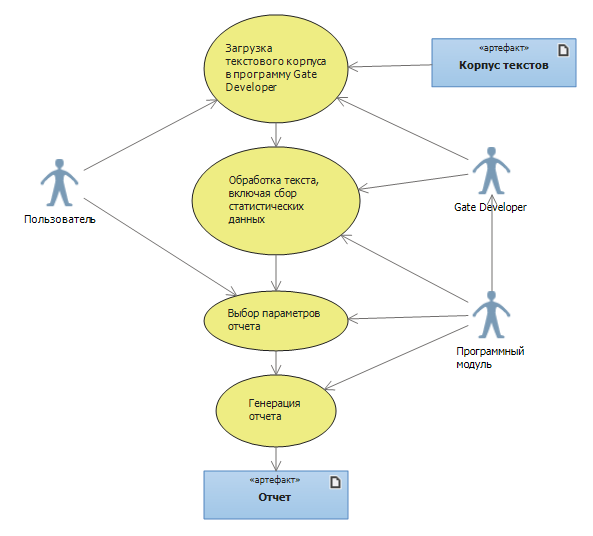 Загрузка
текстового корпуса
в программу Gate
Developer
«артефакт»
Корпус текстов
Обработка текста,
включая сбор
статистических
данных
Пользователь
Gate Developer
Выбор параметров
отчета
Программный
модуль
Генерация
отчета
«артефакт»
Отчет